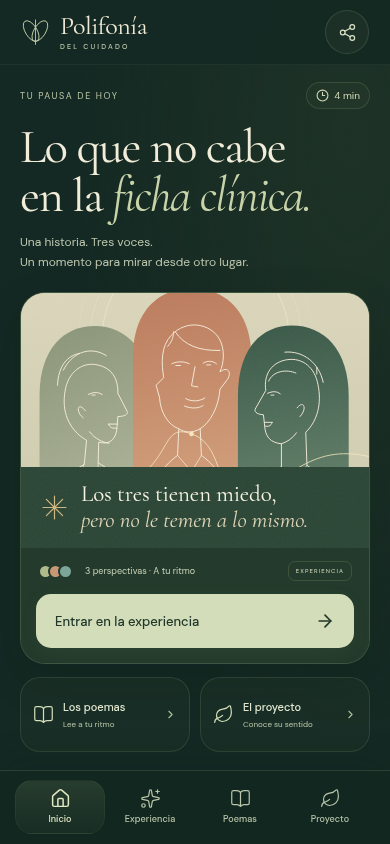 Polifonía
DEL CUIDADO
TU PAUSA DE HOY
4 min
Lo que no cabe
en la ficha clínica.
Una historia. Tres voces.
Un momento para mirar desde otro lugar.
Los tres tienen miedo,
pero no le temen a lo mismo.
3 perspectivas · A tu ritmo
EXPERIENCIA
Entrar en la experiencia
Los poemas
Lee a tu ritmo
El proyecto
Conoce su sentido
Inicio
Experiencia
Poemas
Proyecto